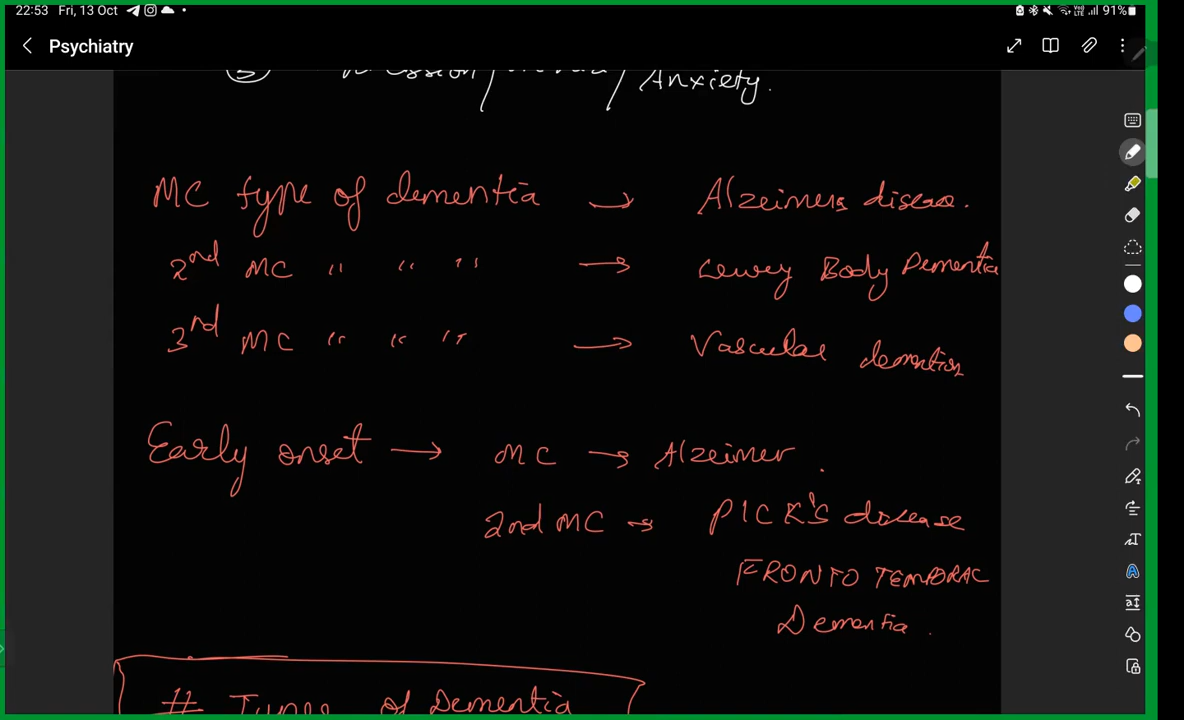 22:53 Fri, 13 Oct 91%
Psychiatry
Anxiety.
MC type of dementia → Alzeimers disease.
2nd MC " " " → Lewey Body Dementia
3rd MC " " " → Vascular dementia
Early onset → MC → Alzeimer.
2nd MC → PICK'S disease
FRONTO TEMPORAL
Dementia.
# Types of Dementia